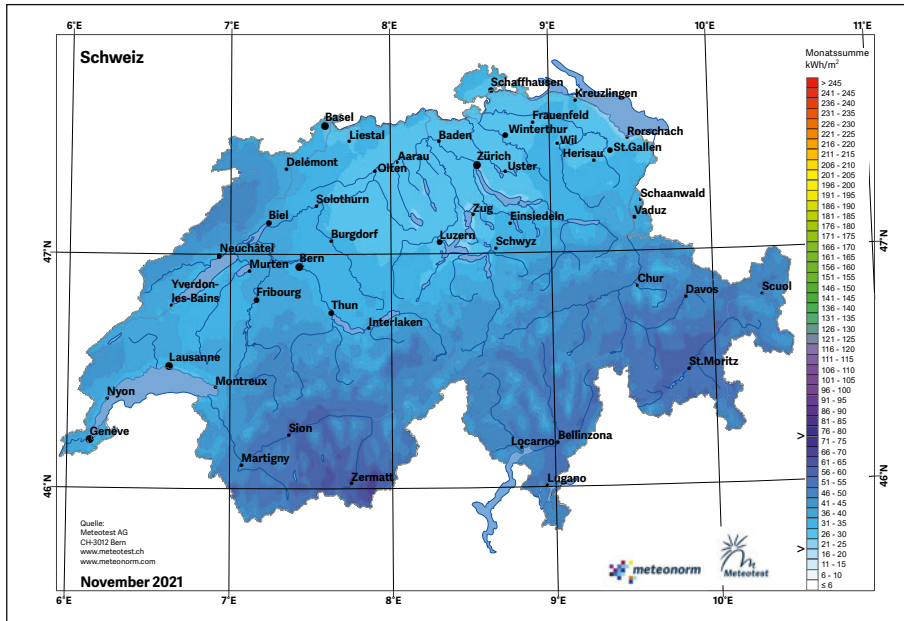 6°E 7°E 8°E 9°E 10°E 11°E
Schweiz
Monatssumme
kWh/m²
> 245
241 - 245
236 - 240
231 - 235
226 - 230
221 - 225
216 - 220
211 - 215
206 - 210
201 - 205
196 - 200
191 - 195
186 - 190
181 - 185
176 - 180
171 - 175
166 - 170
161 - 165
156 - 160
151 - 155
146 - 150
141 - 145
136 - 140
131 - 135
126 - 130
121 - 125
116 - 120
111 - 115
106 - 110
101 - 105
96 - 100
91 - 95
86 - 90
81 - 85
76 - 80
71 - 75
66 - 70
61 - 65
56 - 60
51 - 55
46 - 50
41 - 45
36 - 40
31 - 35
26 - 30
21 - 25
16 - 20
11 - 15
6 - 10
≤ 6
>
>
Schaffhausen
Kreuzlingen
Basel
Frauenfeld
Liestal
Baden
Winterthur
Rorschach
Wil
St.Gallen
Delémont
Aarau
Zürich
Herisau
Olten
Uster
Schaanwald
Solothurn
Zug
Vaduz
Biel
Einsiedeln
Burgdorf
Luzern
Schwyz
47°N
47°N
Neuchâtel
Bern
Murten
Chur
Scuol
Yverdon-
les-Bains
Fribourg
Davos
Thun
Interlaken
Lausanne
St.Moritz
Montreux
Nyon
Genève
Sion
Locarno
Bellinzona
Martigny
Zermatt
Lugano
46°N
46°N
Quelle:
Meteotest AG
CH-3012 Bern
www.meteotest.ch
www.meteonorm.com
meteonorm
Meteotest
November 2021
6°E 7°E 8°E 9°E 10°E